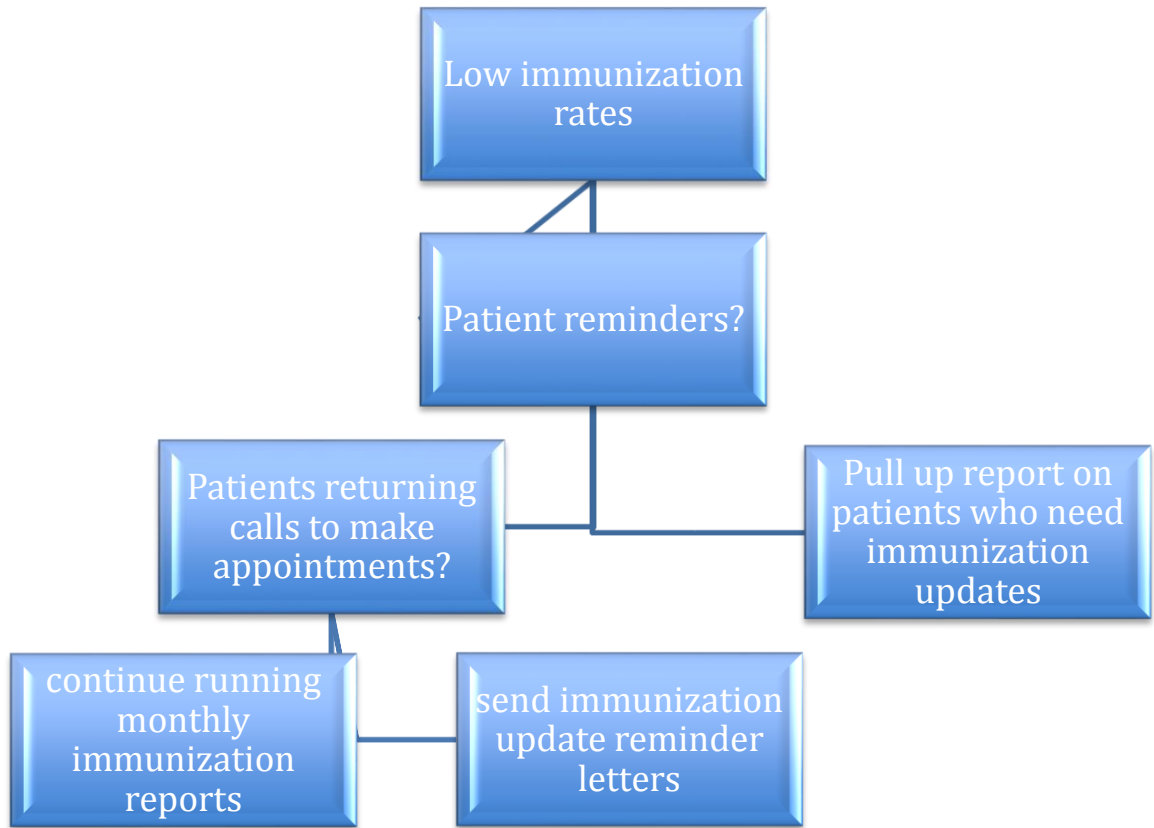 Low immunization
rates
Patient reminders?
Patients returning
calls to make
appointments?
Pull up report on
patients who need
immunization
updates
continue running
monthly
immunization
reports
send immunization
update reminder
letters